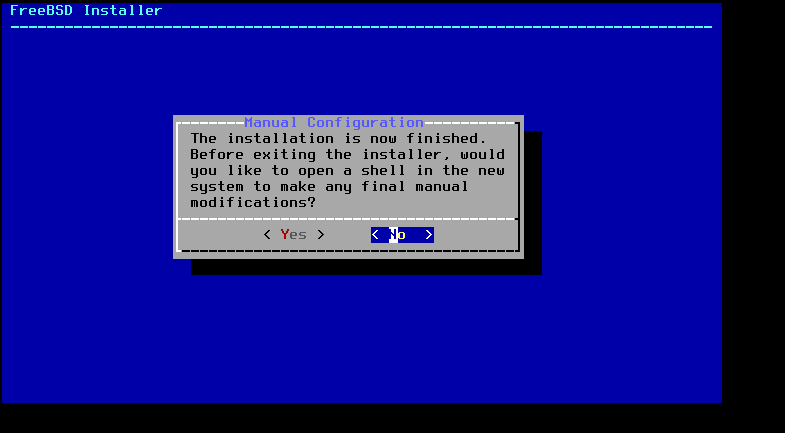 FreeBSD Installer
Manual Configuration
The installation is now finished.
Before exiting the installer, would
you like to open a shell in the new
system to make any final manual
modifications?
< Yes > < No >